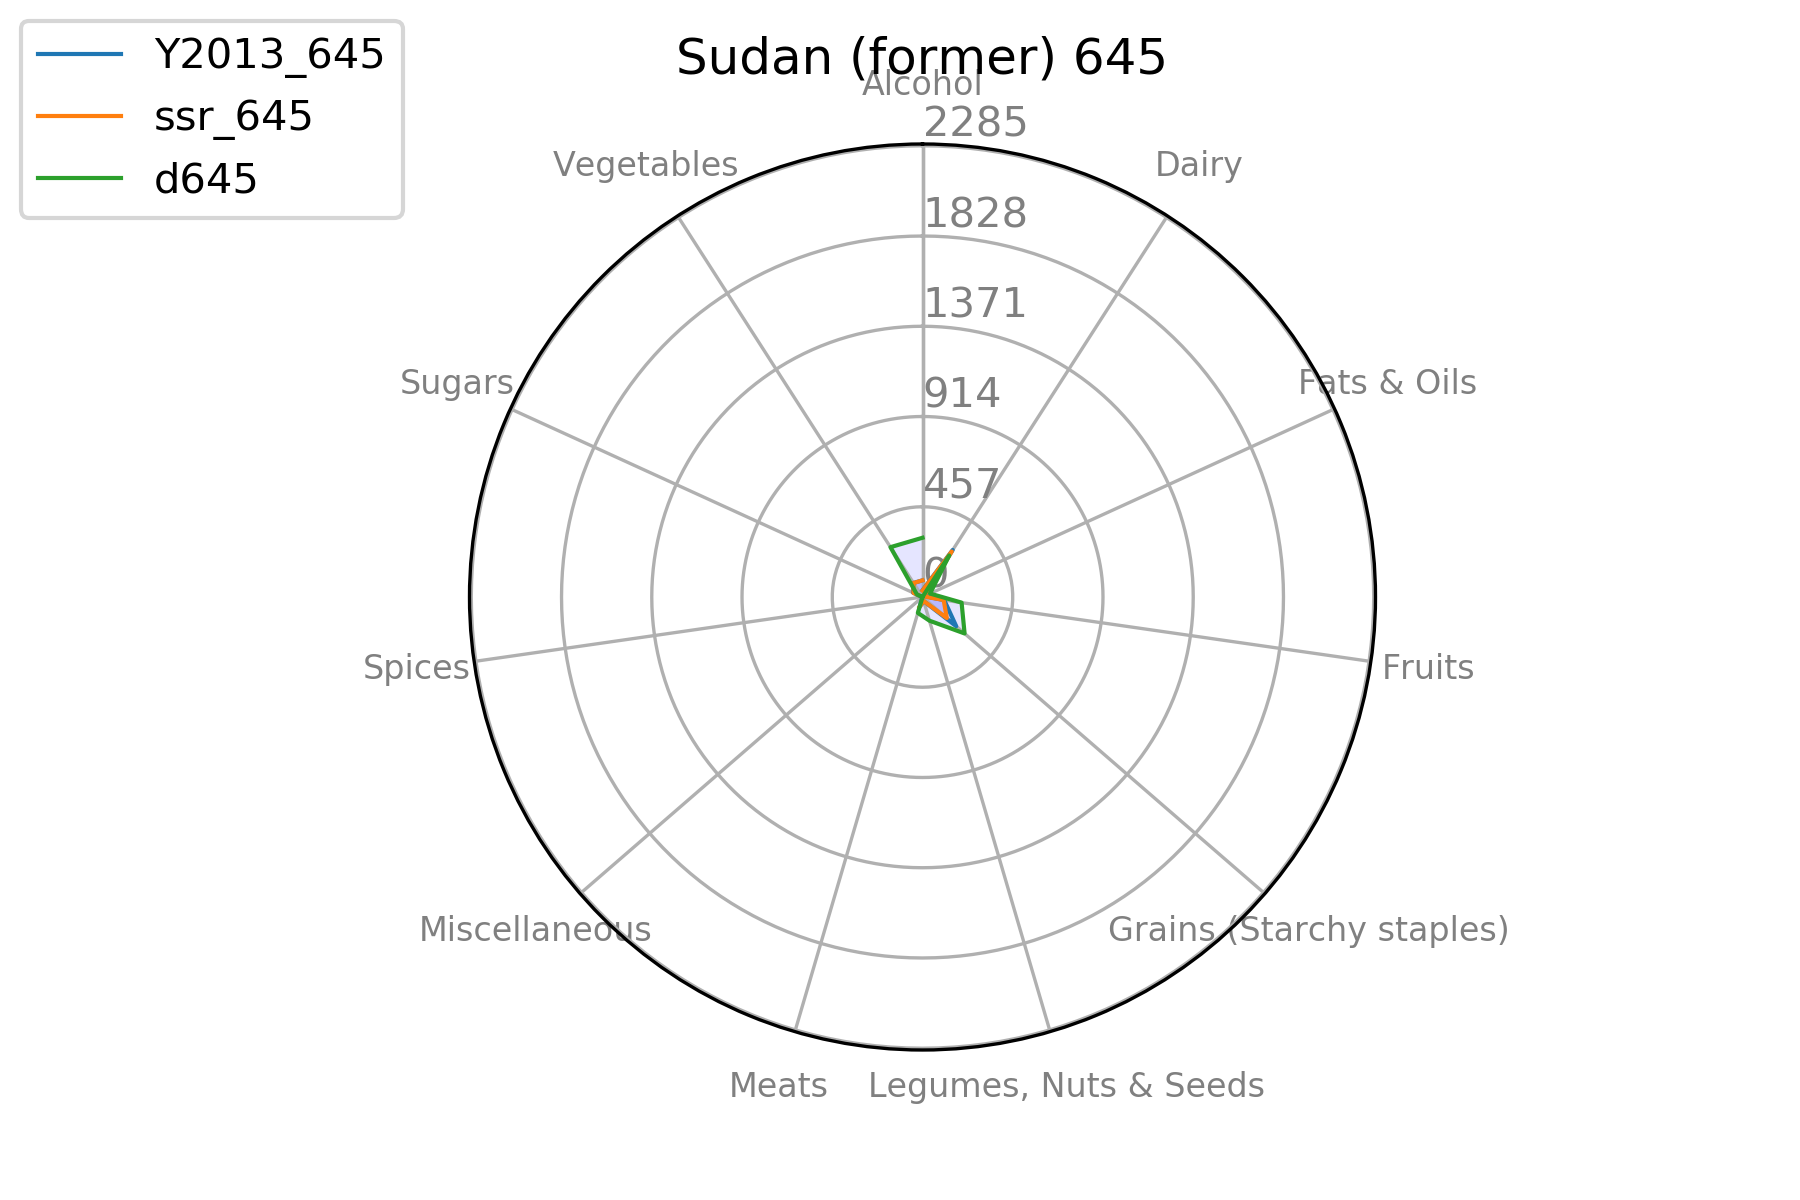 Y2013_645
ssr_645
d645
Sudan (former) 645
Alcohol
2285
Vegetables
Dairy
1828
1371
Sugars
Fats & Oils
914
457
0
Spices
Fruits
Miscellaneous
Grains (Starchy staples)
Meats
Legumes, Nuts & Seeds